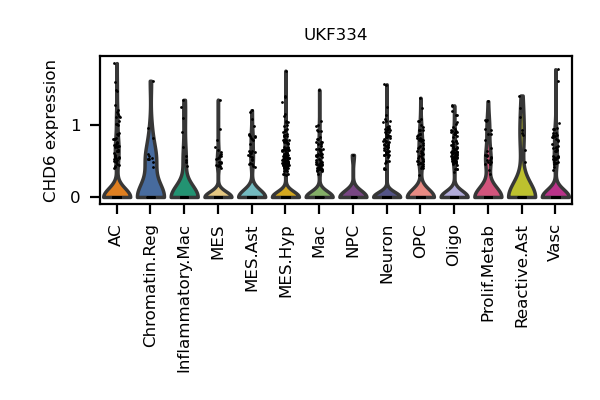 UKF334
CHD6 expression
1
0
AC
Chromatin.Reg
Inflammatory.Mac
MES
MES.Ast
MES.Hyp
Mac
NPC
Neuron
OPC
Oligo
Prolif.Metab
Reactive.Ast
Vasc